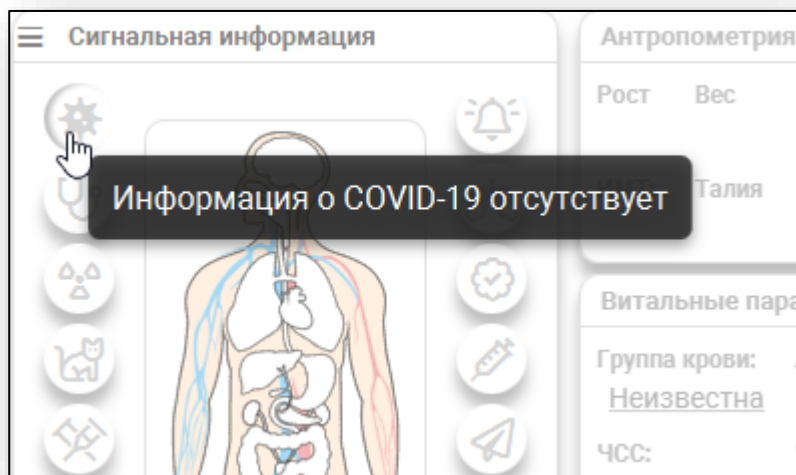 Сигнальная информация
Антропометрия
Рост Вес
Информация о COVID-19 отсутствует
Талия
Витальные пара
Группа крови:
Неизвестна
ЧСС: